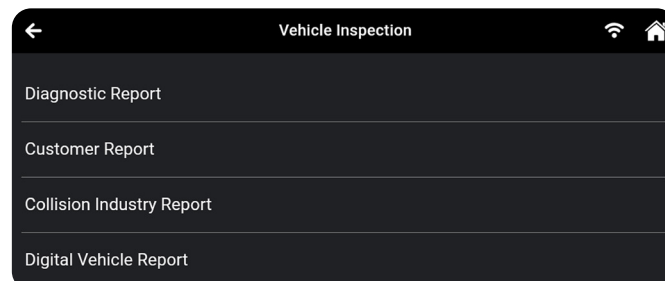 Vehicle Inspection
Diagnostic Report
Customer Report
Collision Industry Report
Digital Vehicle Report